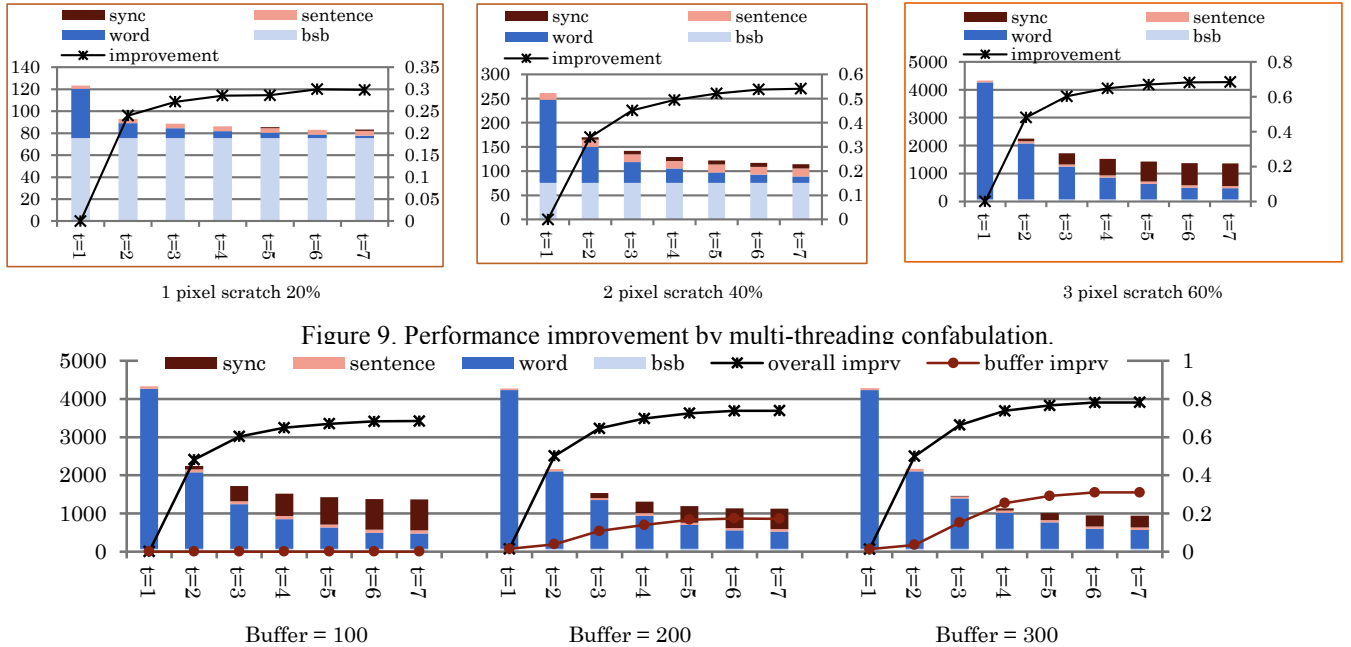 sync sentence
word bsb
improvement
140 0.35
120 0.3
100 0.25
80 0.2
60 0.15
40 0.1
20 0.05
0 0
t=1 t=2 t=3 t=4 t=5 t=6 t=7
1 pixel scratch 20%
sync sentence
word bsb
improvement
300 0.6
250 0.5
200 0.4
150 0.3
100 0.2
50 0.1
0 0
t=1 t=2 t=3 t=4 t=5 t=6 t=7
2 pixel scratch 40%
sync sentence
word bsb
improvement
5000 0.8
4000 0.6
3000 0.4
2000 0.2
1000 0
0
t=1 t=2 t=3 t=4 t=5 t=6 t=7
3 pixel scratch 60%
Figure 9. Performance improvement by multi-threading confabulation.
sync sentence word bsb overall imprv buffer imprv
5000 1
4000 0.8
3000 0.6
2000 0.4
1000 0.2
0 0
t=1 t=2 t=3 t=4 t=5 t=6 t=7 t=1 t=2 t=3 t=4 t=5 t=6 t=7 t=1 t=2 t=3 t=4 t=5 t=6 t=7
Buffer = 100 Buffer = 200 Buffer = 300